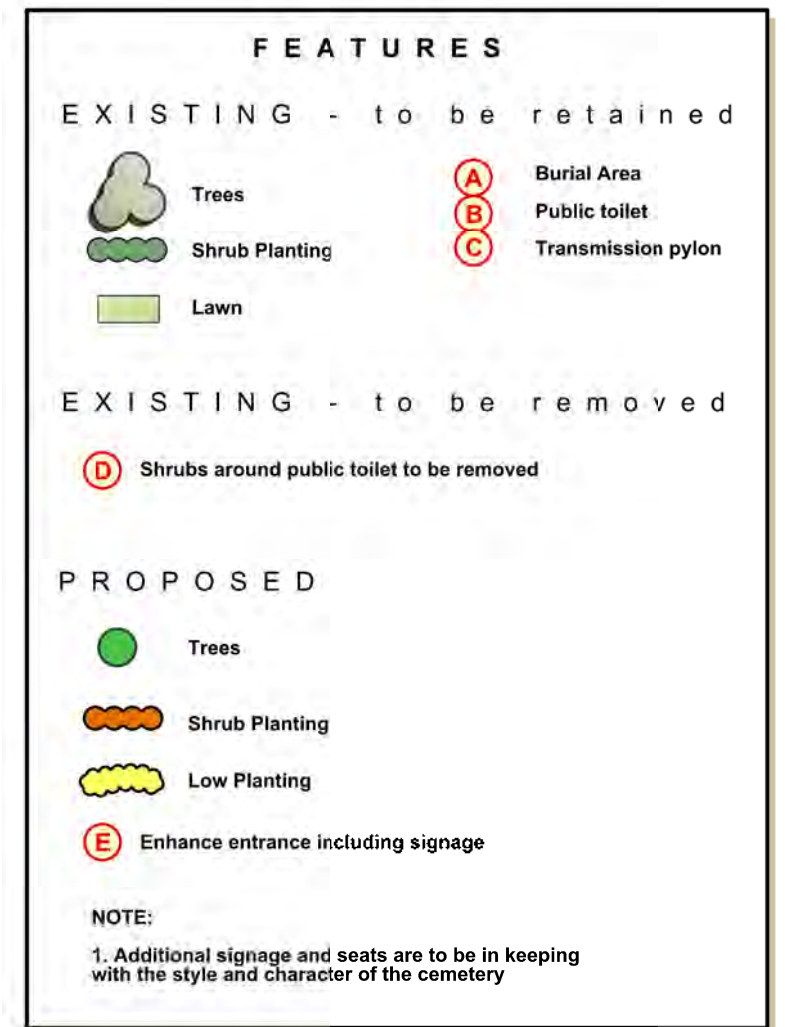 FEATURES
EXISTING - to be retained
Trees
Shrub Planting
Lawn
A Burial Area
B Public toilet
C Transmission pylon
EXISTING - to be removed
D Shrubs around public toilet to be removed
PROPOSED
Trees
Shrub Planting
Low Planting
E Enhance entrance including signage
NOTE:
1. Additional signage and seats are to be in keeping
with the style and character of the cemetery